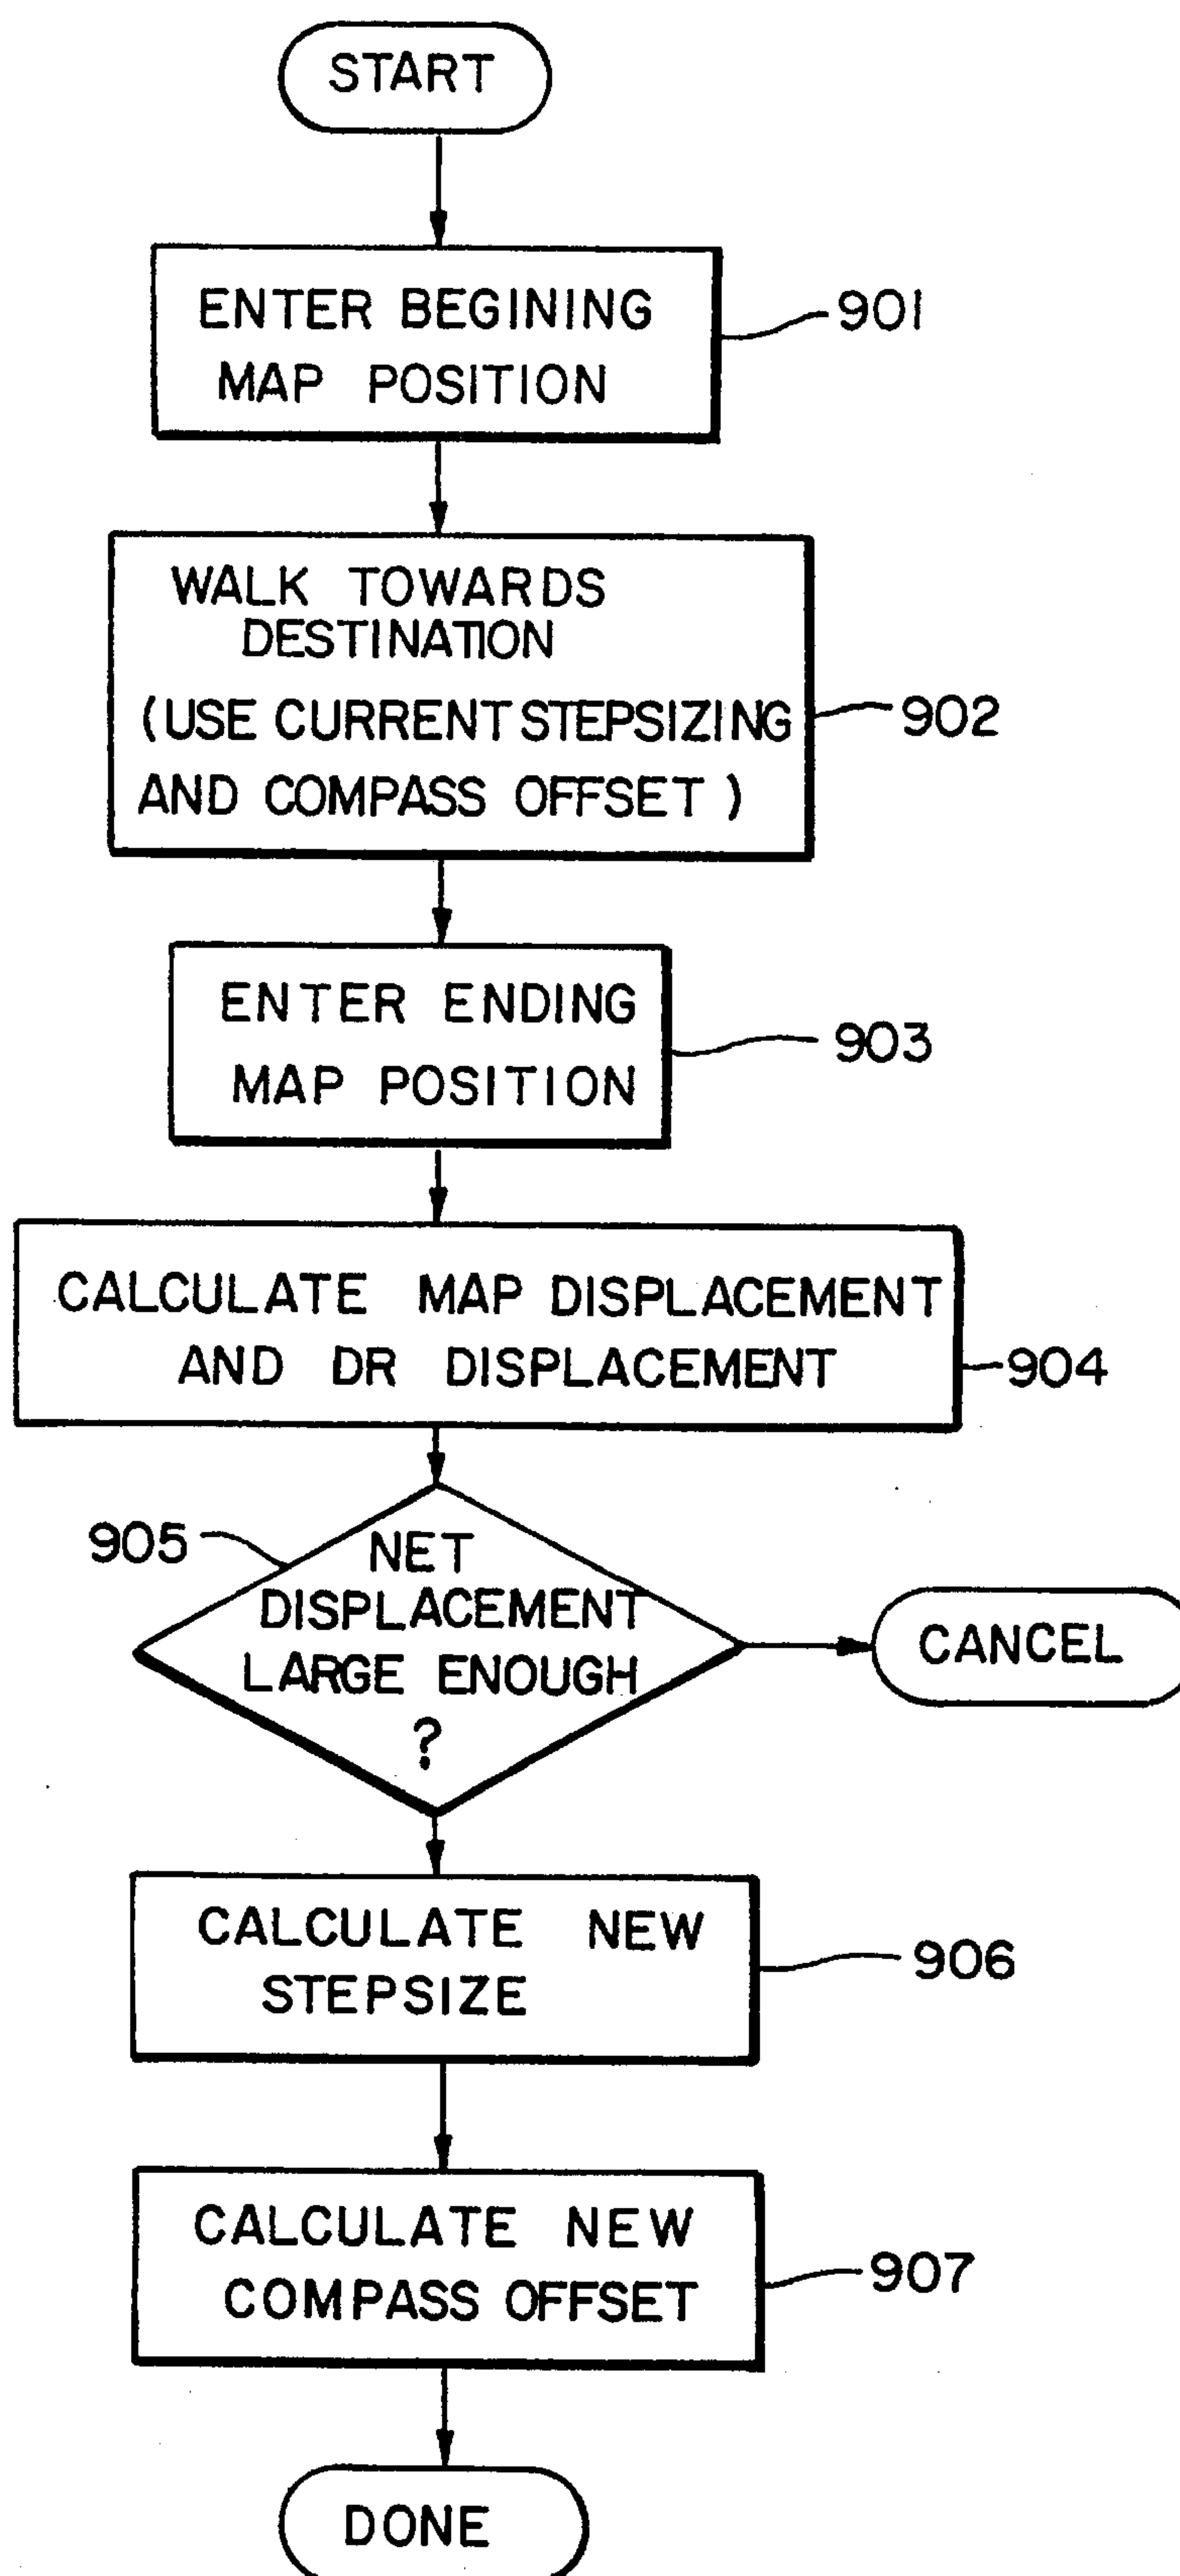 START
ENTER BEGINING
MAP POSITION
901
WALK TOWARDS
DESTINATION
(USE CURRENT STEPSIZING
AND COMPASS OFFSET)
902
ENTER ENDING
MAP POSITION
903
CALCULATE MAP DISPLACEMENT
AND DR DISPLACEMENT
904
905
NET
DISPLACEMENT
LARGE ENOUGH
?
CANCEL
CALCULATE NEW
STEPSIZE
906
CALCULATE NEW
COMPASS OFFSET
907
DONE